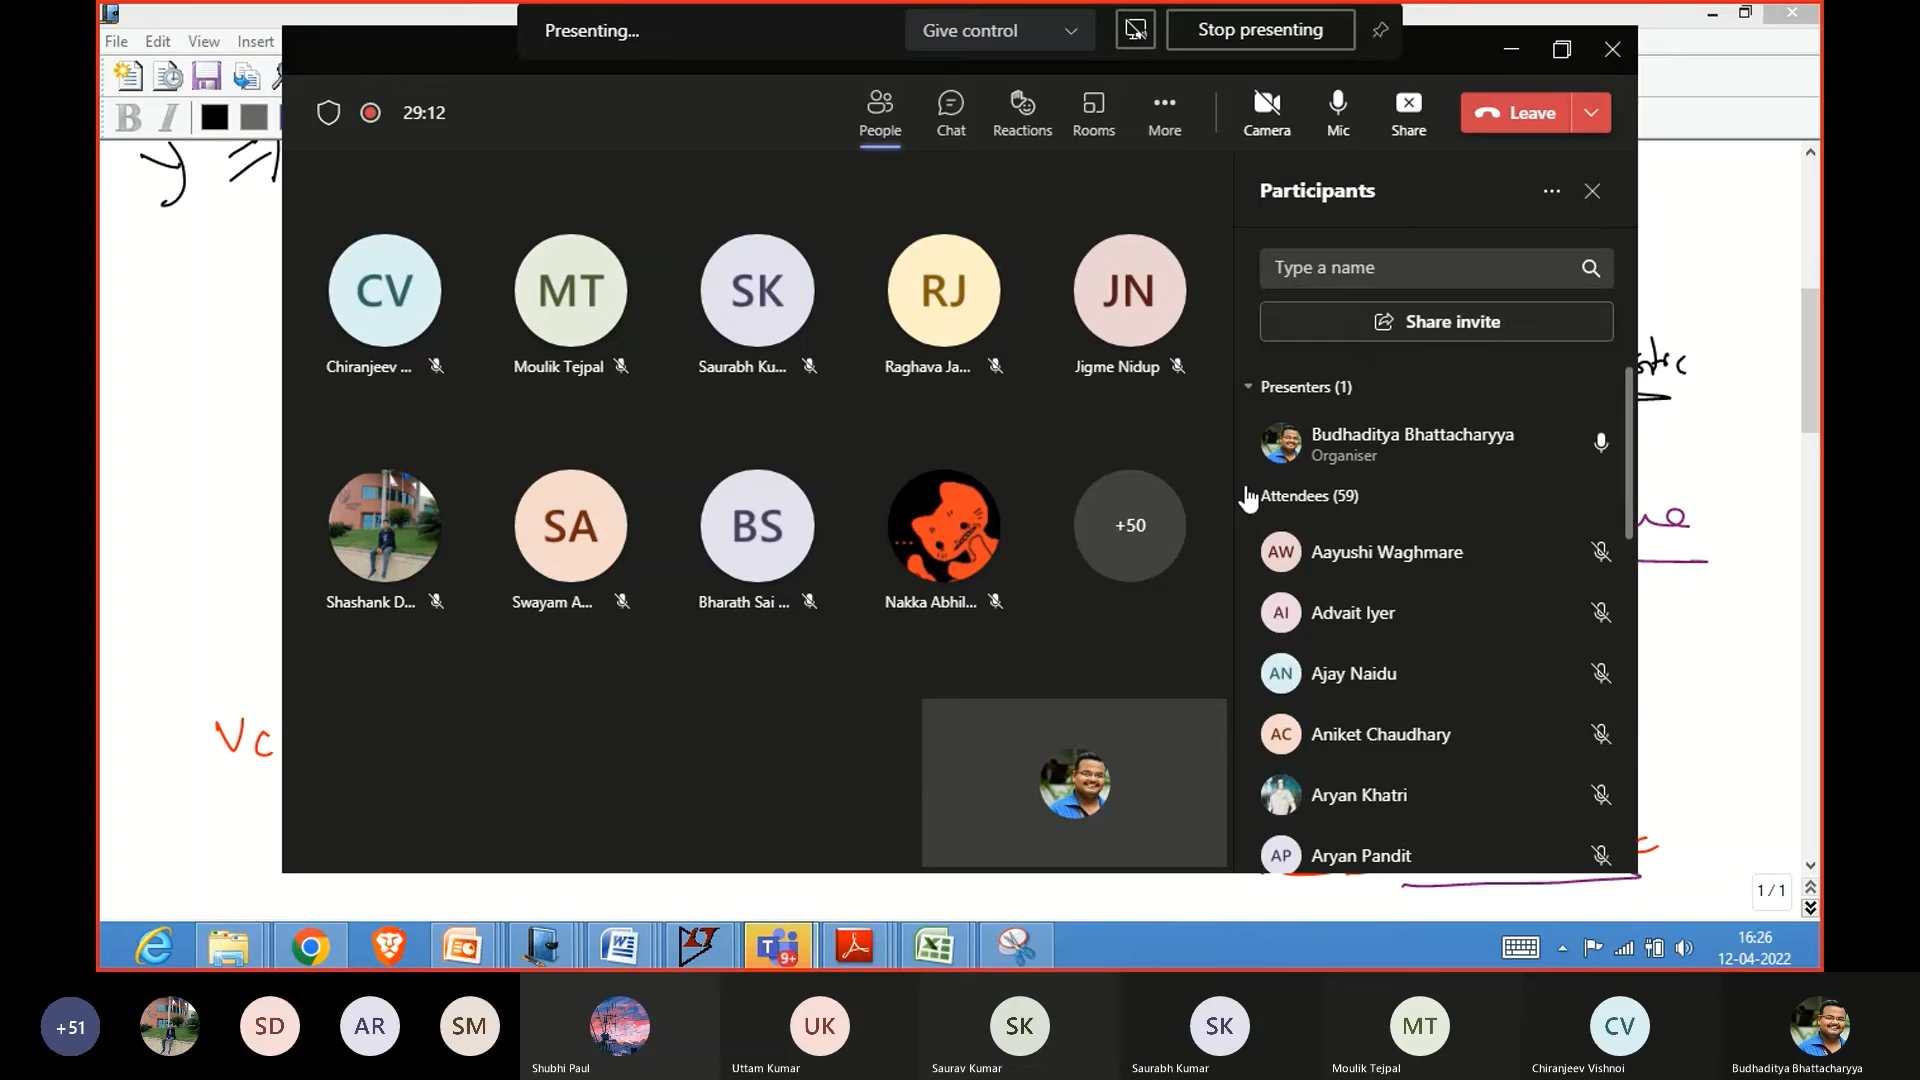 Presenting...
Give control
Stop presenting
File Edit View Insert
B I
29:12
People
Chat
Reactions
Rooms
More
Camera
Mic
Share
Leave
y
CV
MT
SK
RJ
JN
Chiranjeev ...
Moulik Tejpal
Saurabh Ku...
Raghava Ja...
Jigme Nidup
SA
BS
+50
Shashank D...
Swayam A...
Bharath Sai ...
Nakka Abhil...
Vc
Participants
Type a name
Share invite
Presenters (1)
Budhaditya Bhattacharyya
Organiser
Attendees (59)
AW Aayushi Waghmare
AI Advait Iyer
AN Ajay Naidu
AC Aniket Chaudhary
Aryan Khatri
AP Aryan Pandit
1 / 1
9+
16:26
12-04-2022
+51
SD
AR
SM
UK
SK
SK
MT
CV
Shubhi Paul
Uttam Kumar
Saurav Kumar
Saurabh Kumar
Moulik Tejpal
Chiranjeev Vishnoi
Budhaditya Bhattacharyya